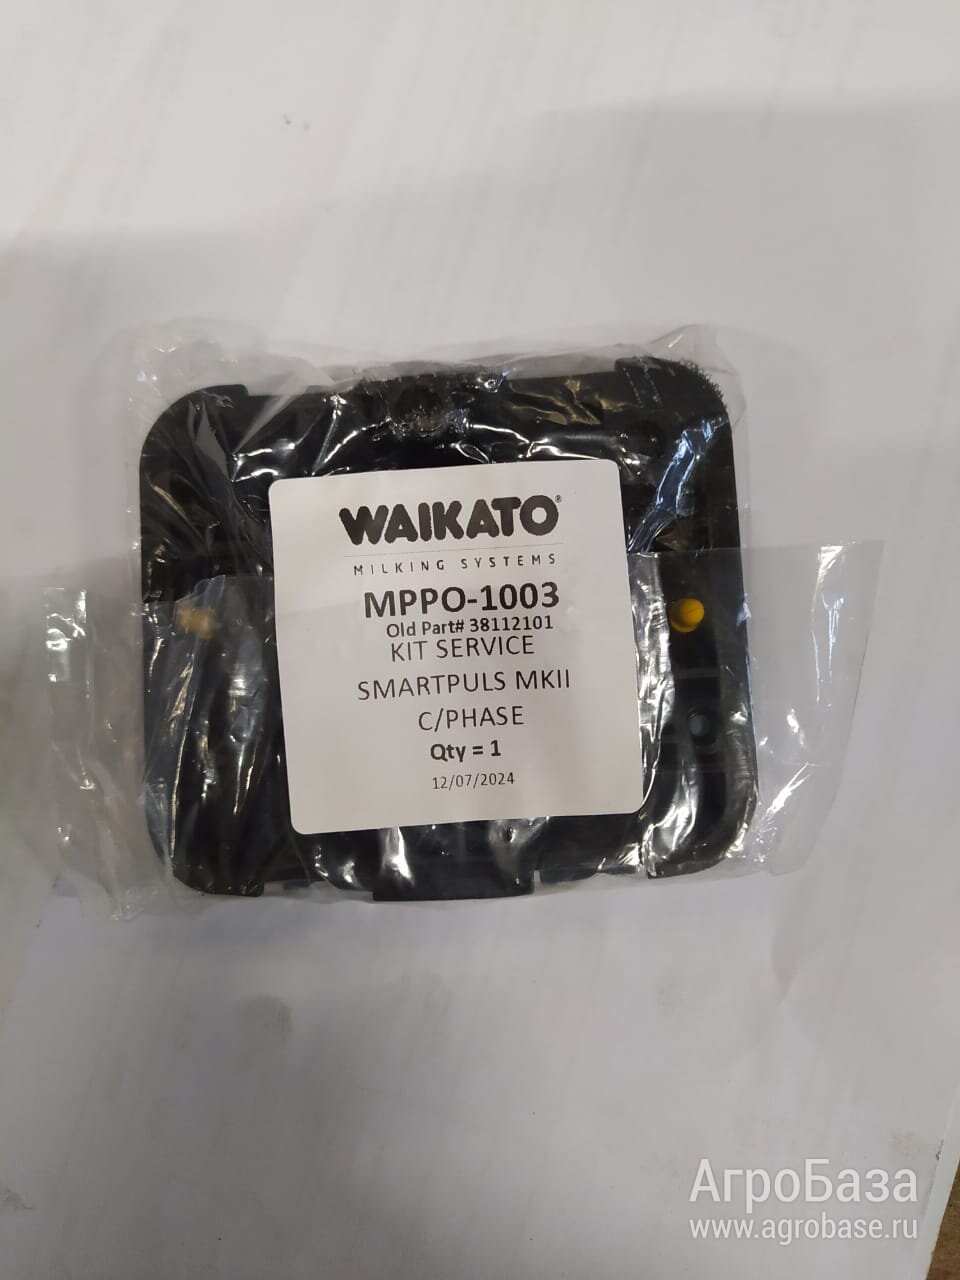 WAIKATO®
MILKING SYSTEMS
MPPO-1003
Old Part# 38112101
KIT SERVICE
SMARTPULS MKII
C/PHASE
Qty = 1
12/07/2024
АгроБаза
www.agrobase.ru